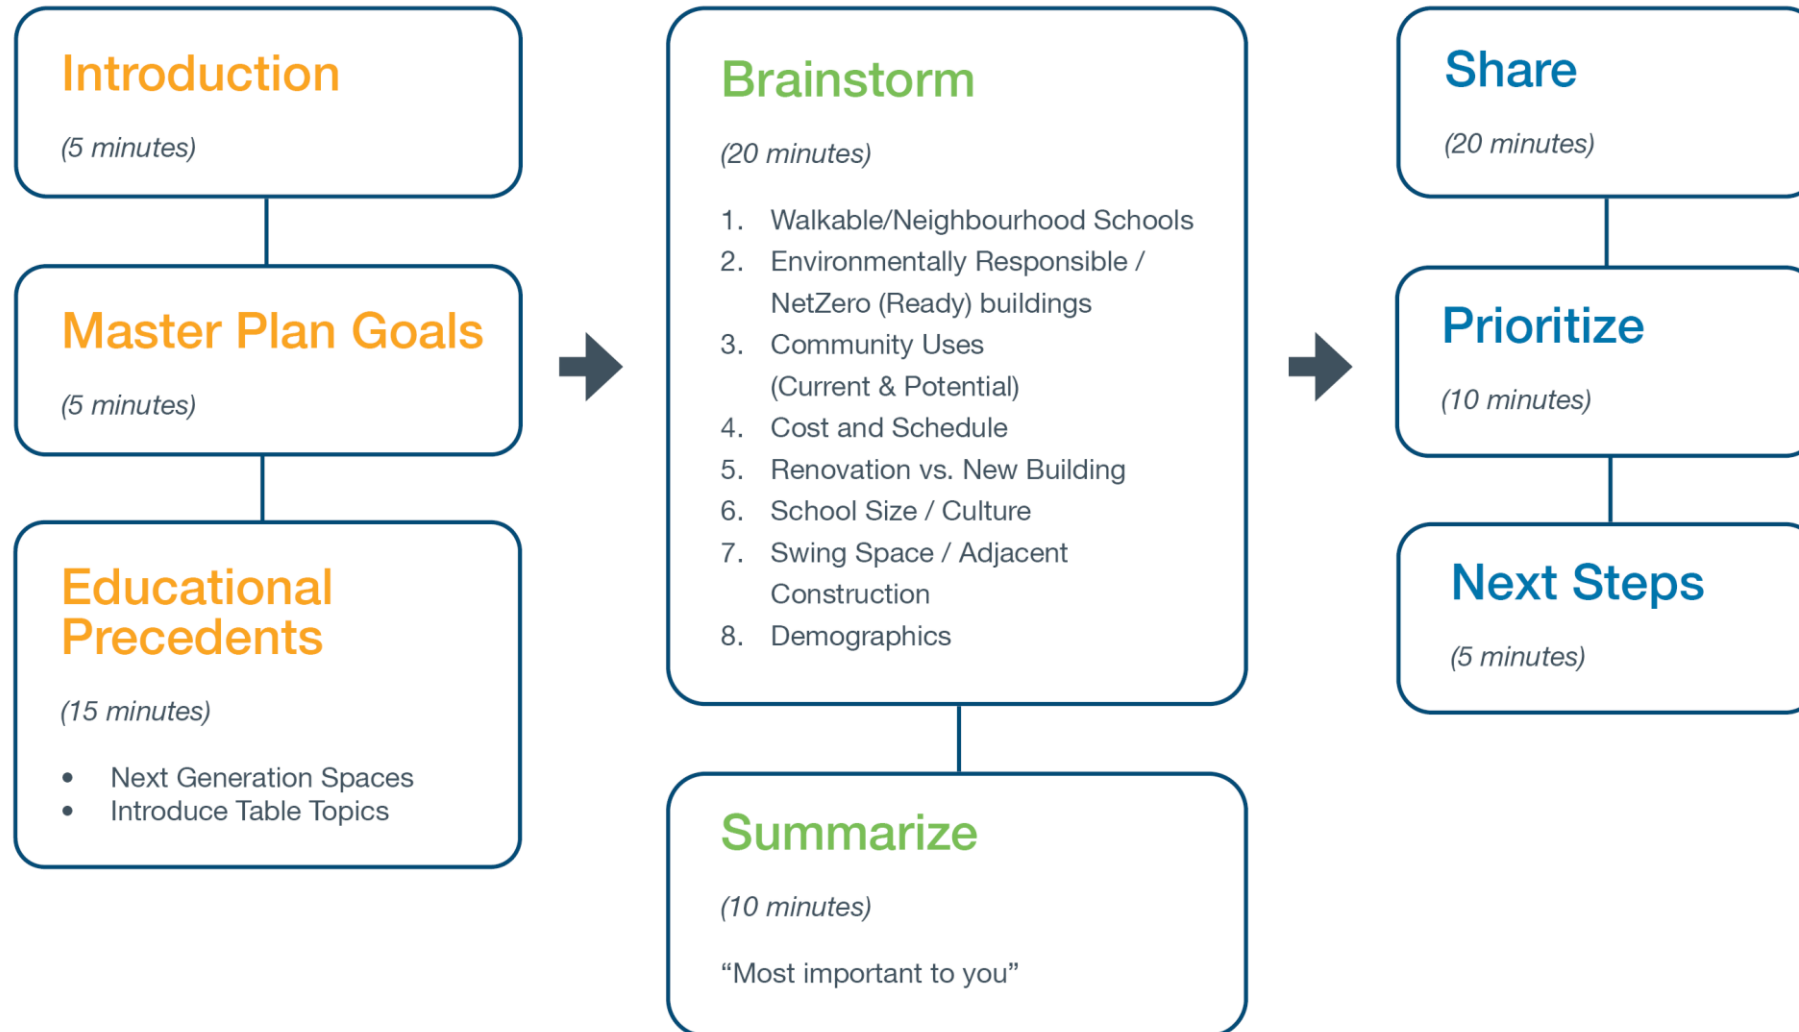 Introduction
(5 minutes)
Master Plan Goals
(5 minutes)
Educational
Precedents
(15 minutes)
• Next Generation Spaces
• Introduce Table Topics
Brainstorm
(20 minutes)
1. Walkable/Neighbourhood Schools
2. Environmentally Responsible /
NetZero (Ready) buildings
3. Community Uses
(Current & Potential)
4. Cost and Schedule
5. Renovation vs. New Building
6. School Size / Culture
7. Swing Space / Adjacent
Construction
8. Demographics
Summarize
(10 minutes)
“Most important to you”
Share
(20 minutes)
Prioritize
(10 minutes)
Next Steps
(5 minutes)